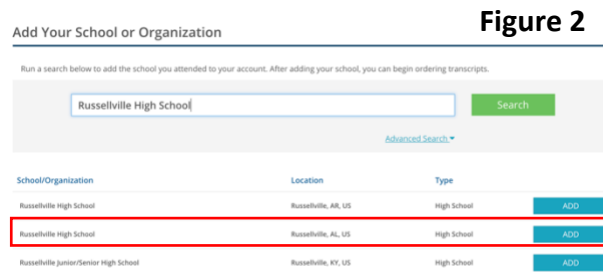 Figure 2
Add Your School or Organization
Run a search below to add the school you attended to your account. After adding your school, you can begin ordering transcripts.
Russellville High School Search
Advanced Search
School/Organization Location Type
Russellville High School Russellville, AR, US High School ADD
Russellville High School Russellville, AL, US High School ADD
Russellville Junior/Senior High School Russellville, KY, US High School ADD